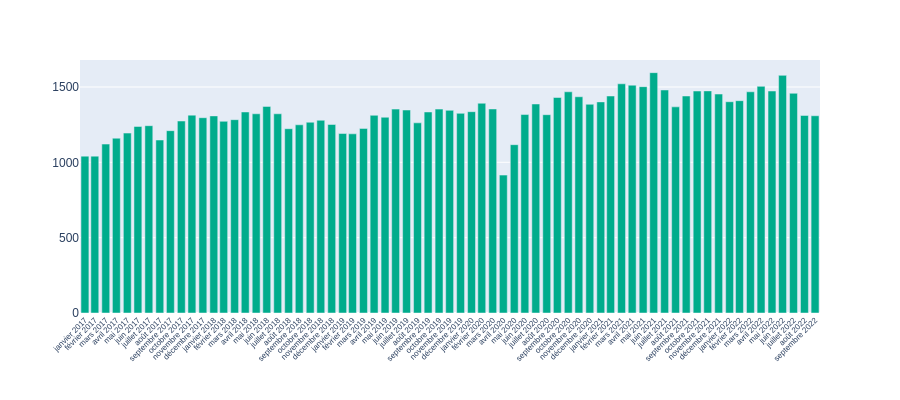 1500
1000
500
0
janvier 2017
février 2017
mars 2017
avril 2017
mai 2017
juin 2017
juillet 2017
août 2017
septembre 2017
octobre 2017
novembre 2017
décembre 2017
janvier 2018
février 2018
mars 2018
avril 2018
mai 2018
juin 2018
juillet 2018
août 2018
septembre 2018
octobre 2018
novembre 2018
décembre 2018
janvier 2019
février 2019
mars 2019
avril 2019
mai 2019
juin 2019
juillet 2019
août 2019
septembre 2019
octobre 2019
novembre 2019
décembre 2019
janvier 2020
février 2020
mars 2020
avril 2020
mai 2020
juin 2020
juillet 2020
août 2020
septembre 2020
octobre 2020
novembre 2020
décembre 2020
janvier 2021
février 2021
mars 2021
avril 2021
mai 2021
juin 2021
juillet 2021
août 2021
septembre 2021
octobre 2021
novembre 2021
décembre 2021
janvier 2022
février 2022
mars 2022
avril 2022
mai 2022
juin 2022
juillet 2022
août 2022
septembre 2022